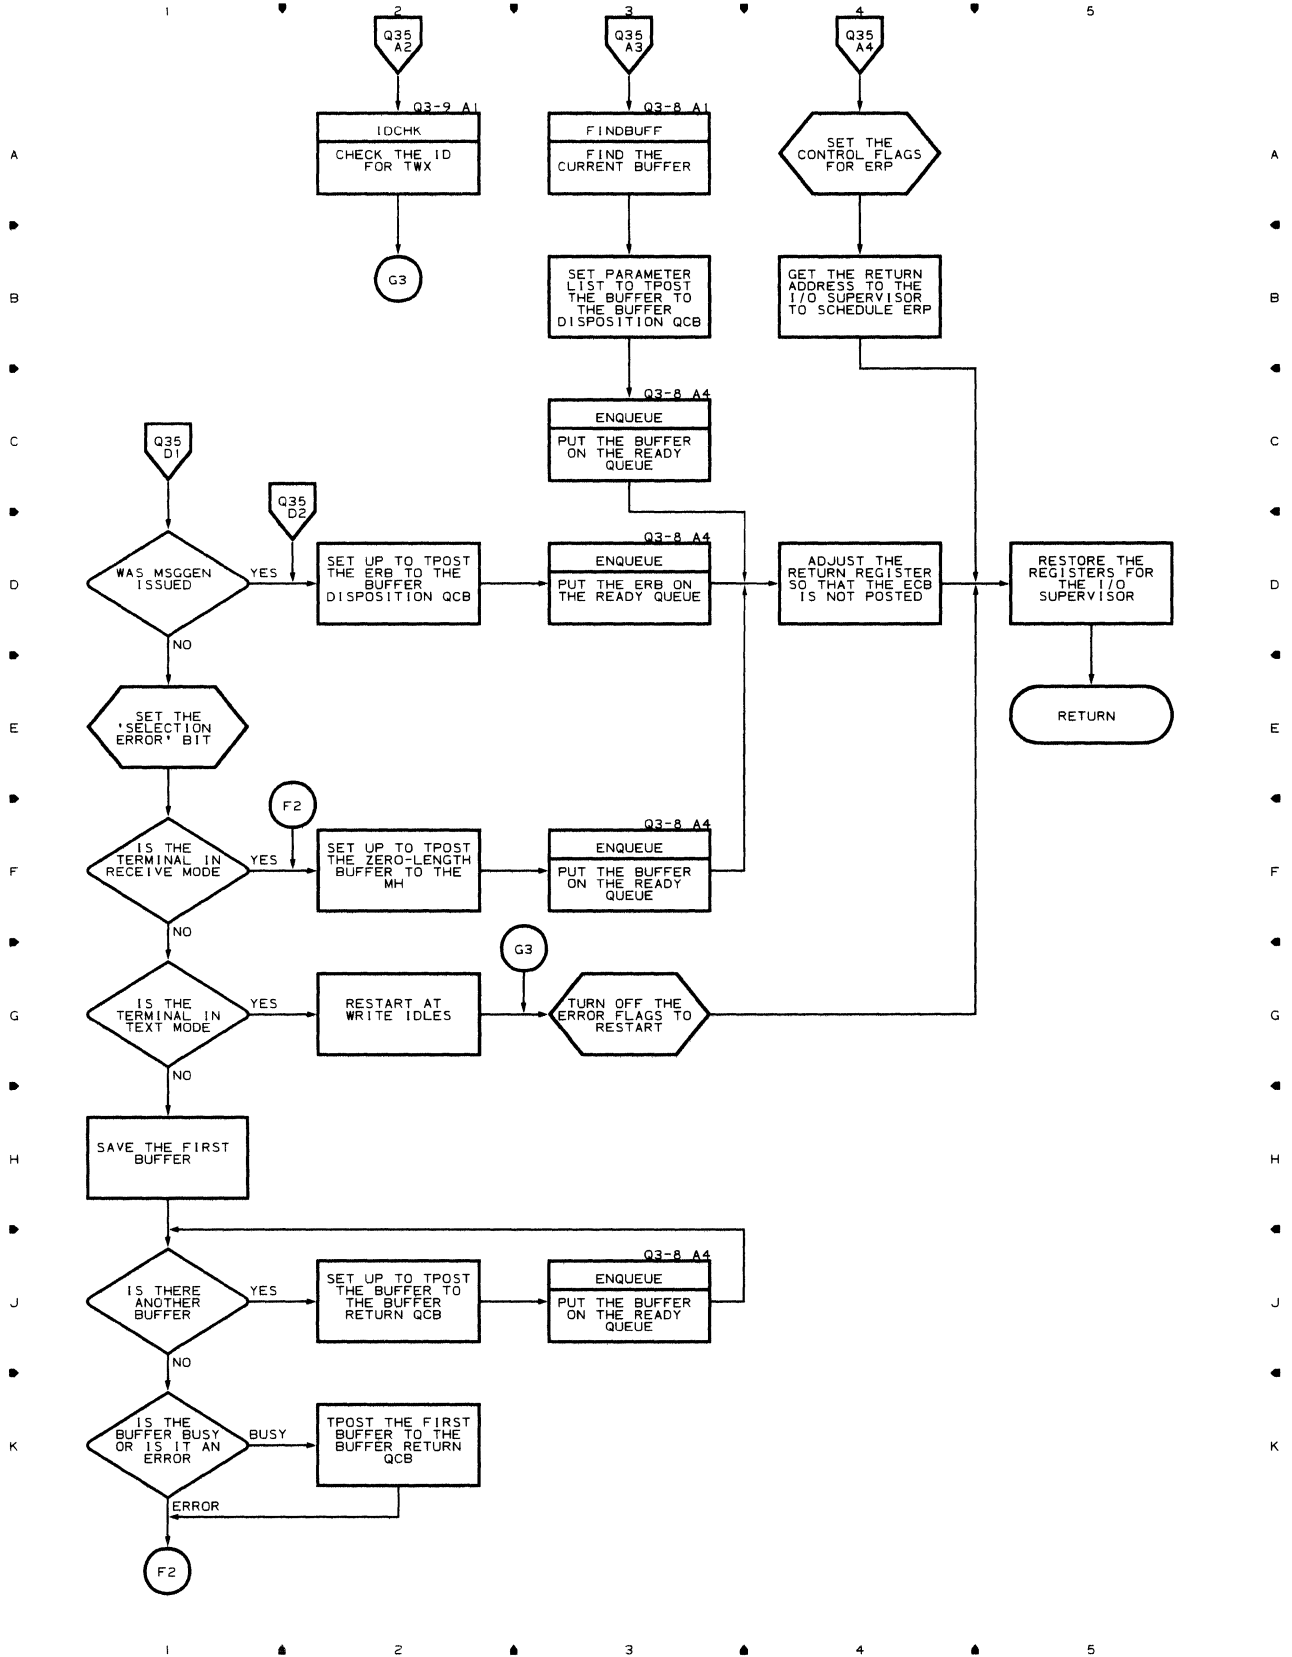 1 2 3 4 5
Q35 A2
Q35 A3
Q35 A4
Q3-9 A1
IDCHK
CHECK THE ID
FOR TWX
Q3-8 A1
FINDBUFF
FIND THE
CURRENT BUFFER
SET THE
CONTROL FLAGS
FOR ERP
A
A
G3
SET PARAMETER
LIST TO TPOST
THE BUFFER TO
THE BUFFER
DISPOSITION QCB
GET THE RETURN
ADDRESS TO THE
I/O SUPERVISOR
TO SCHEDULE ERP
B
B
Q3-8 A4
ENQUEUE
PUT THE BUFFER
ON THE READY
QUEUE
C
C
Q35 D1
Q35 D2
WAS MSGGEN
ISSUED
YES
NO
SET UP TO TPOST
THE ERB TO THE
BUFFER
DISPOSITION QCB
Q3-8 A4
ENQUEUE
PUT THE ERB ON
THE READY QUEUE
ADJUST THE
RETURN REGISTER
SO THAT THE ECB
IS NOT POSTED
RESTORE THE
REGISTERS FOR
THE I/O
SUPERVISOR
D
D
SET THE
'SELECTION
ERROR' BIT
RETURN
E
E
F2
IS THE
TERMINAL IN
RECEIVE MODE
YES
NO
SET UP TO TPOST
THE ZERO-LENGTH
BUFFER TO THE
MH
Q3-8 A4
ENQUEUE
PUT THE BUFFER
ON THE READY
QUEUE
F
F
G3
IS THE
TERMINAL IN
TEXT MODE
YES
NO
RESTART AT
WRITE IDLES
TURN OFF THE
ERROR FLAGS TO
RESTART
G
G
SAVE THE FIRST
BUFFER
H
H
IS THERE
ANOTHER
BUFFER
YES
NO
SET UP TO TPOST
THE BUFFER TO
THE BUFFER
RETURN QCB
Q3-8 A4
ENQUEUE
PUT THE BUFFER
ON THE READY
QUEUE
J
J
IS THE
BUFFER BUSY
OR IS IT AN
ERROR
BUSY
ERROR
TPOST THE FIRST
BUFFER TO THE
BUFFER RETURN
QCB
K
K
F2
1 2 3 4 5